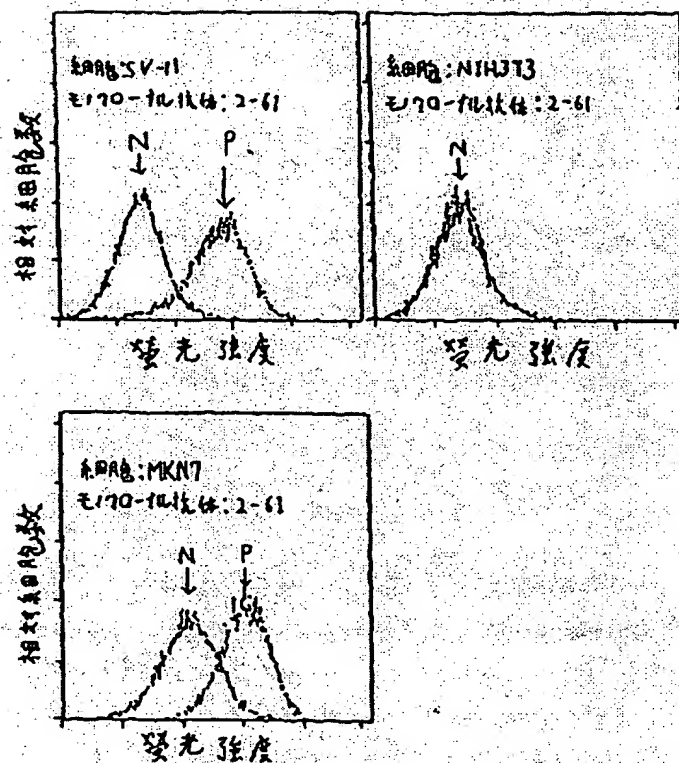 細胞:SV-11
モノクローナル抗体:2-61
N
P
相対細胞数
蛍光強度
細胞:NIH3T3
モノクローナル抗体:2-61
N
螢光強度
細胞:MKN7
モノクローナル抗体:2-61
N
P
相対細胞数
螢光強度